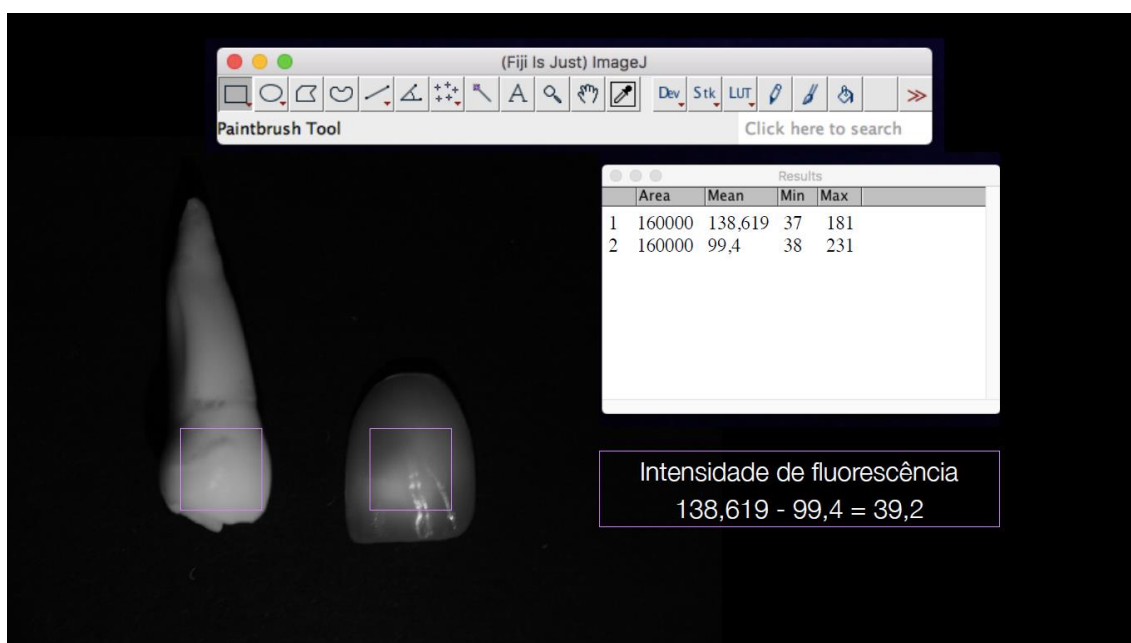 (Fiji Is Just) ImageJ
A Dev Stk LUT >>
Paintbrush Tool Click here to search
Results
Area Mean Min Max
1 160000 138,619 37 181
2 160000 99,4 38 231
Intensidade de fluorescência
138,619 - 99,4 = 39,2